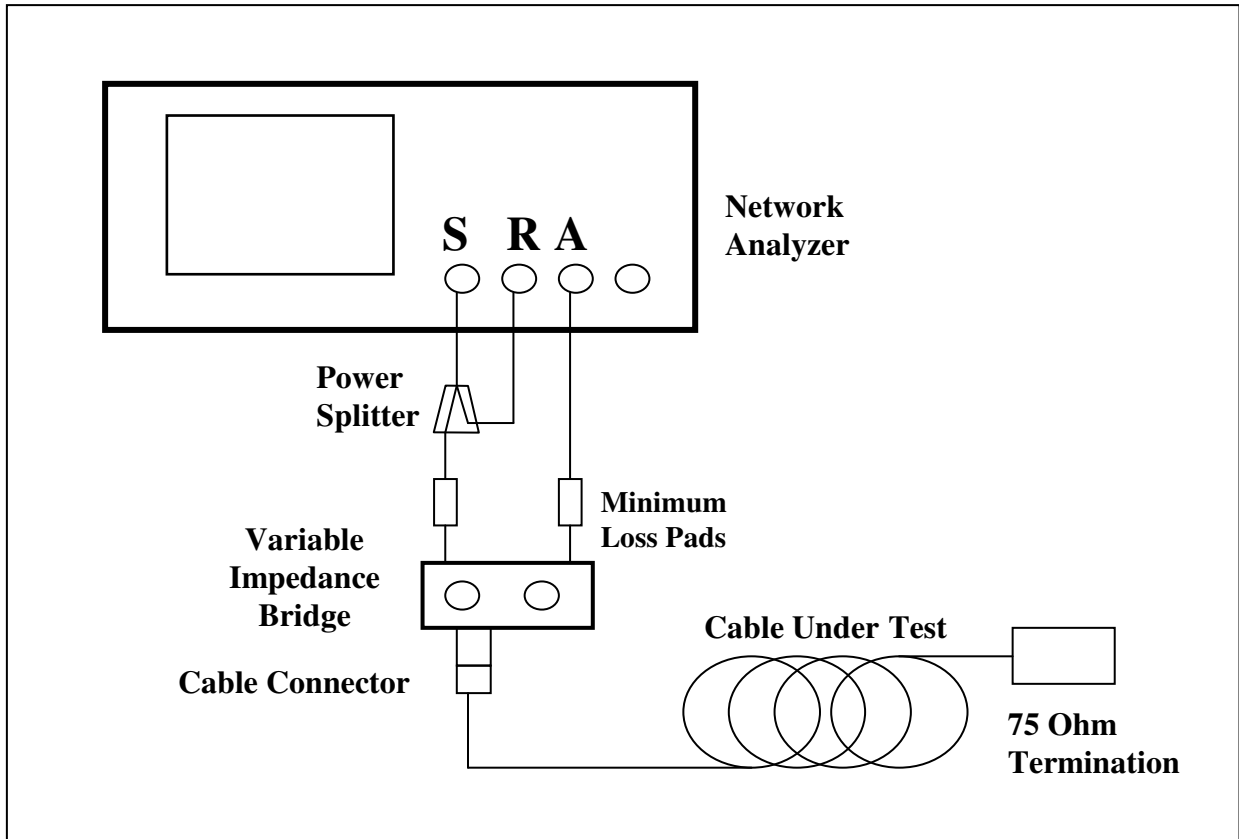 S R A
Network
Analyzer
Power
Splitter
Minimum
Loss Pads
Variable
Impedance
Bridge
Cable Under Test
Cable Connector
75 Ohm
Termination